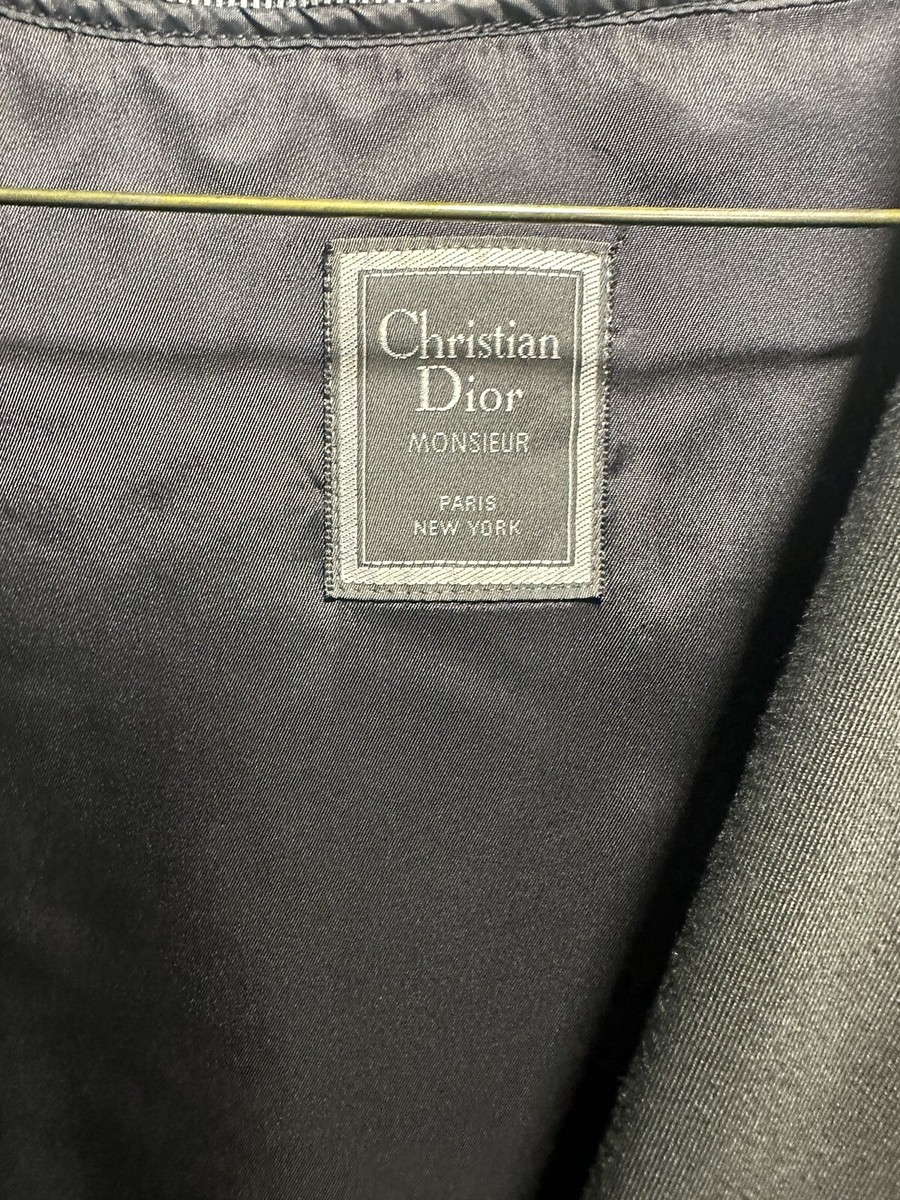 Christian
Dior
MONSIEUR
PARIS
NEW YORK